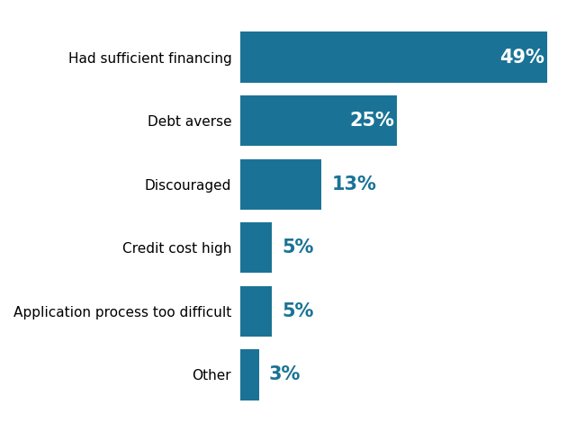 Had sufficient financing 49%
Debt averse 25%
Discouraged 13%
Credit cost high 5%
Application process too difficult 5%
Other 3%